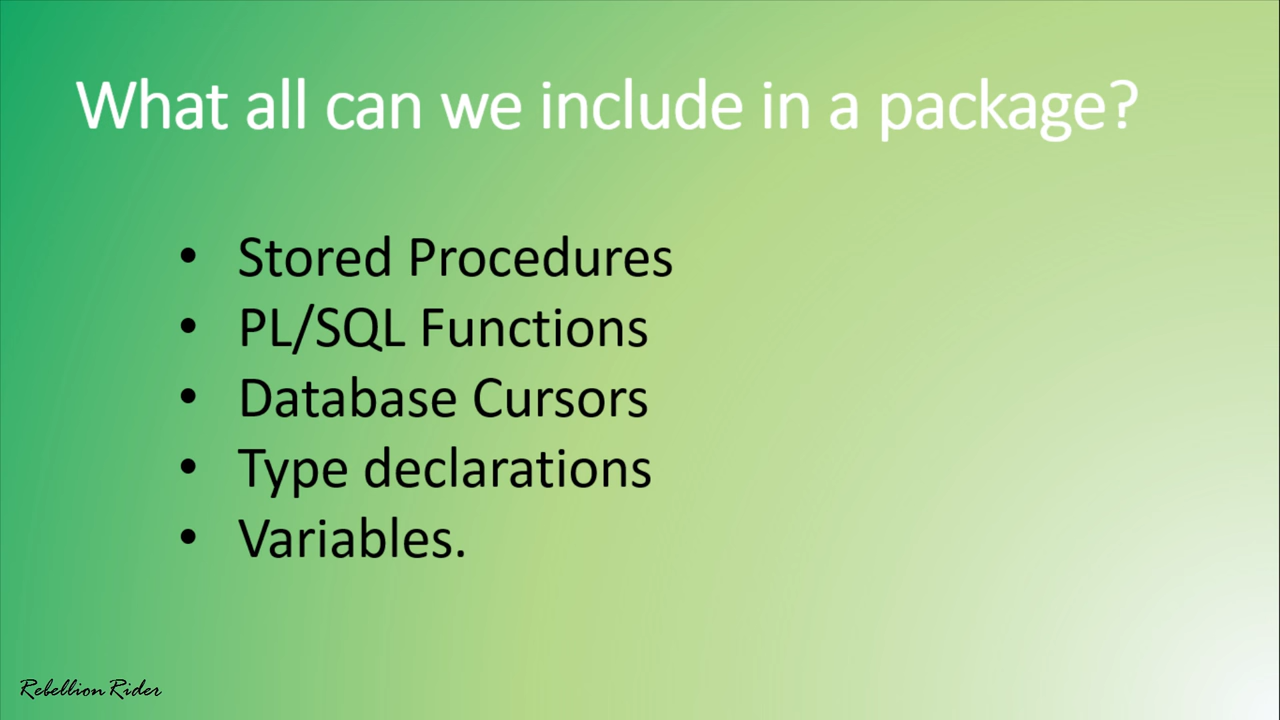 What all can we include in a package?
• Stored Procedures
• PL/SQL Functions
• Database Cursors
• Type declarations
• Variables.
Rebellion Rider